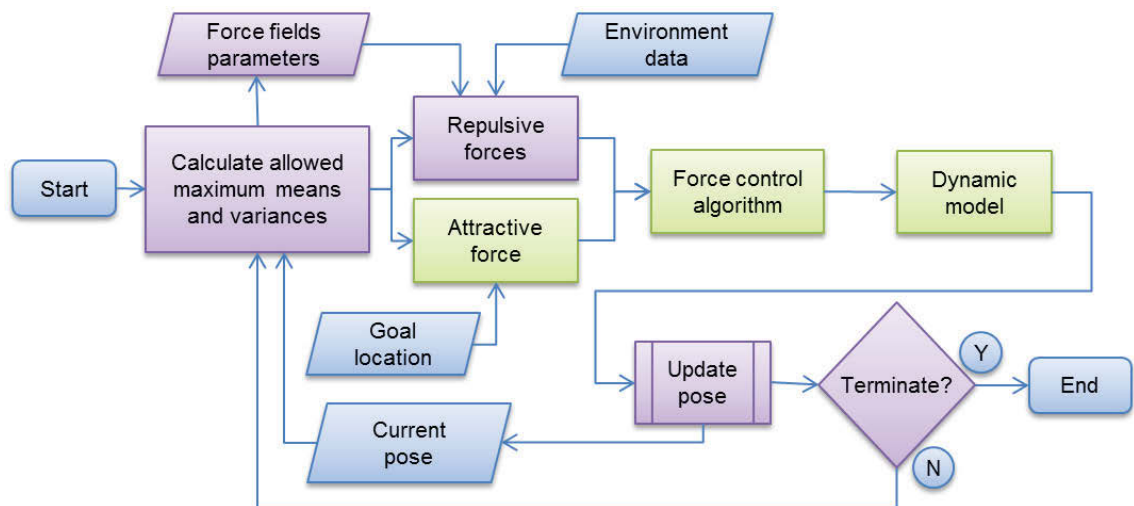 Force fields
parameters
Environment
data
Start
Calculate allowed
maximum means
and variances
Repulsive
forces
Attractive
force
Force control
algorithm
Dynamic
model
Goal
location
Update
pose
Terminate?
Y
End
Current
pose
N